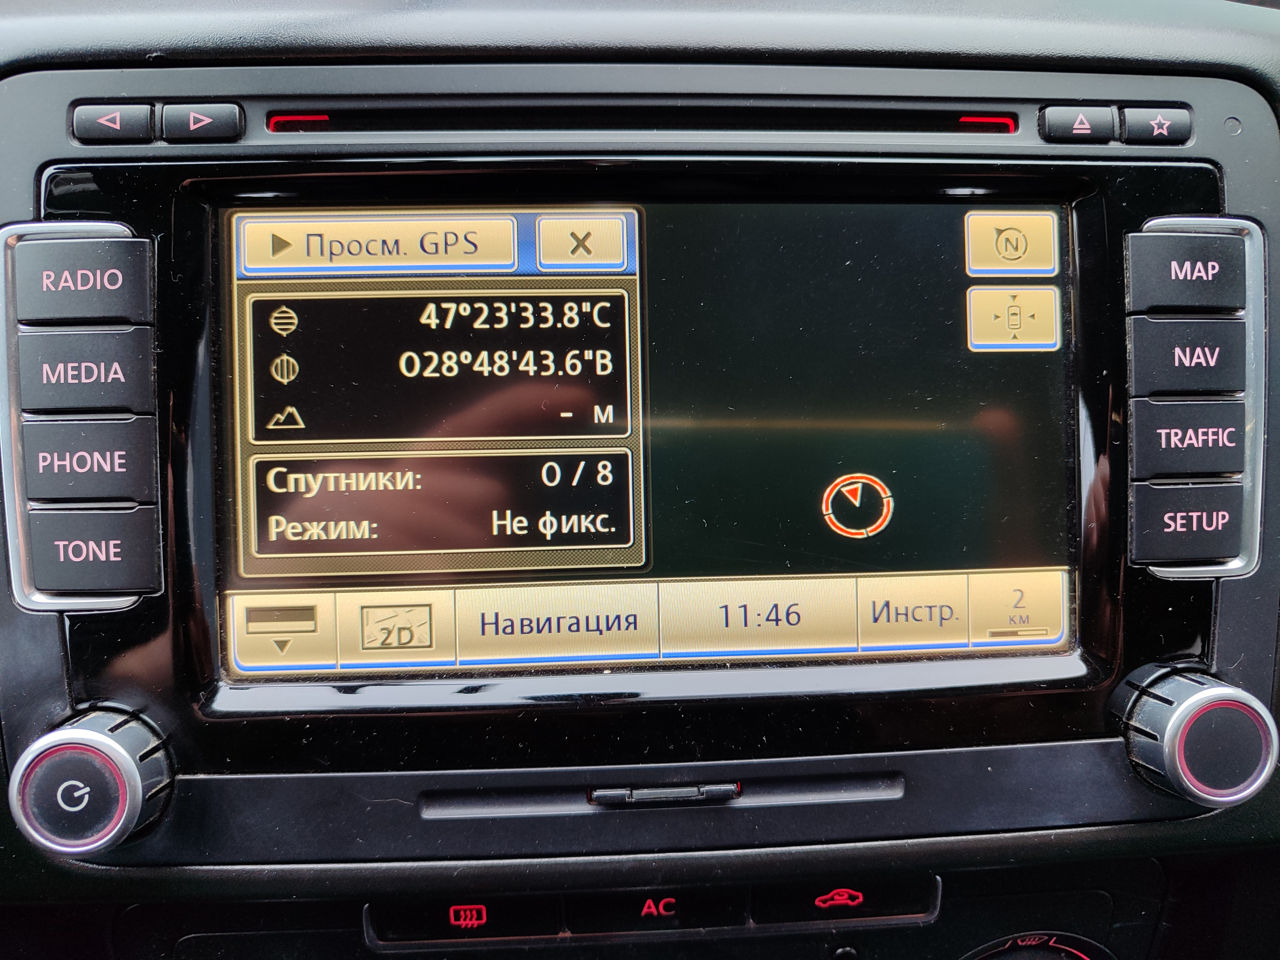 RADIO
MEDIA
PHONE
TONE
Просм. GPS
N
47°23'33.8"С
028°48'43.6"В
- м
Спутники: 0 / 8
Режим: Не фикс.
2D
Навигация
11:46
Инстр.
2
КМ
MAP
NAV
TRAFFIC
SETUP
AC